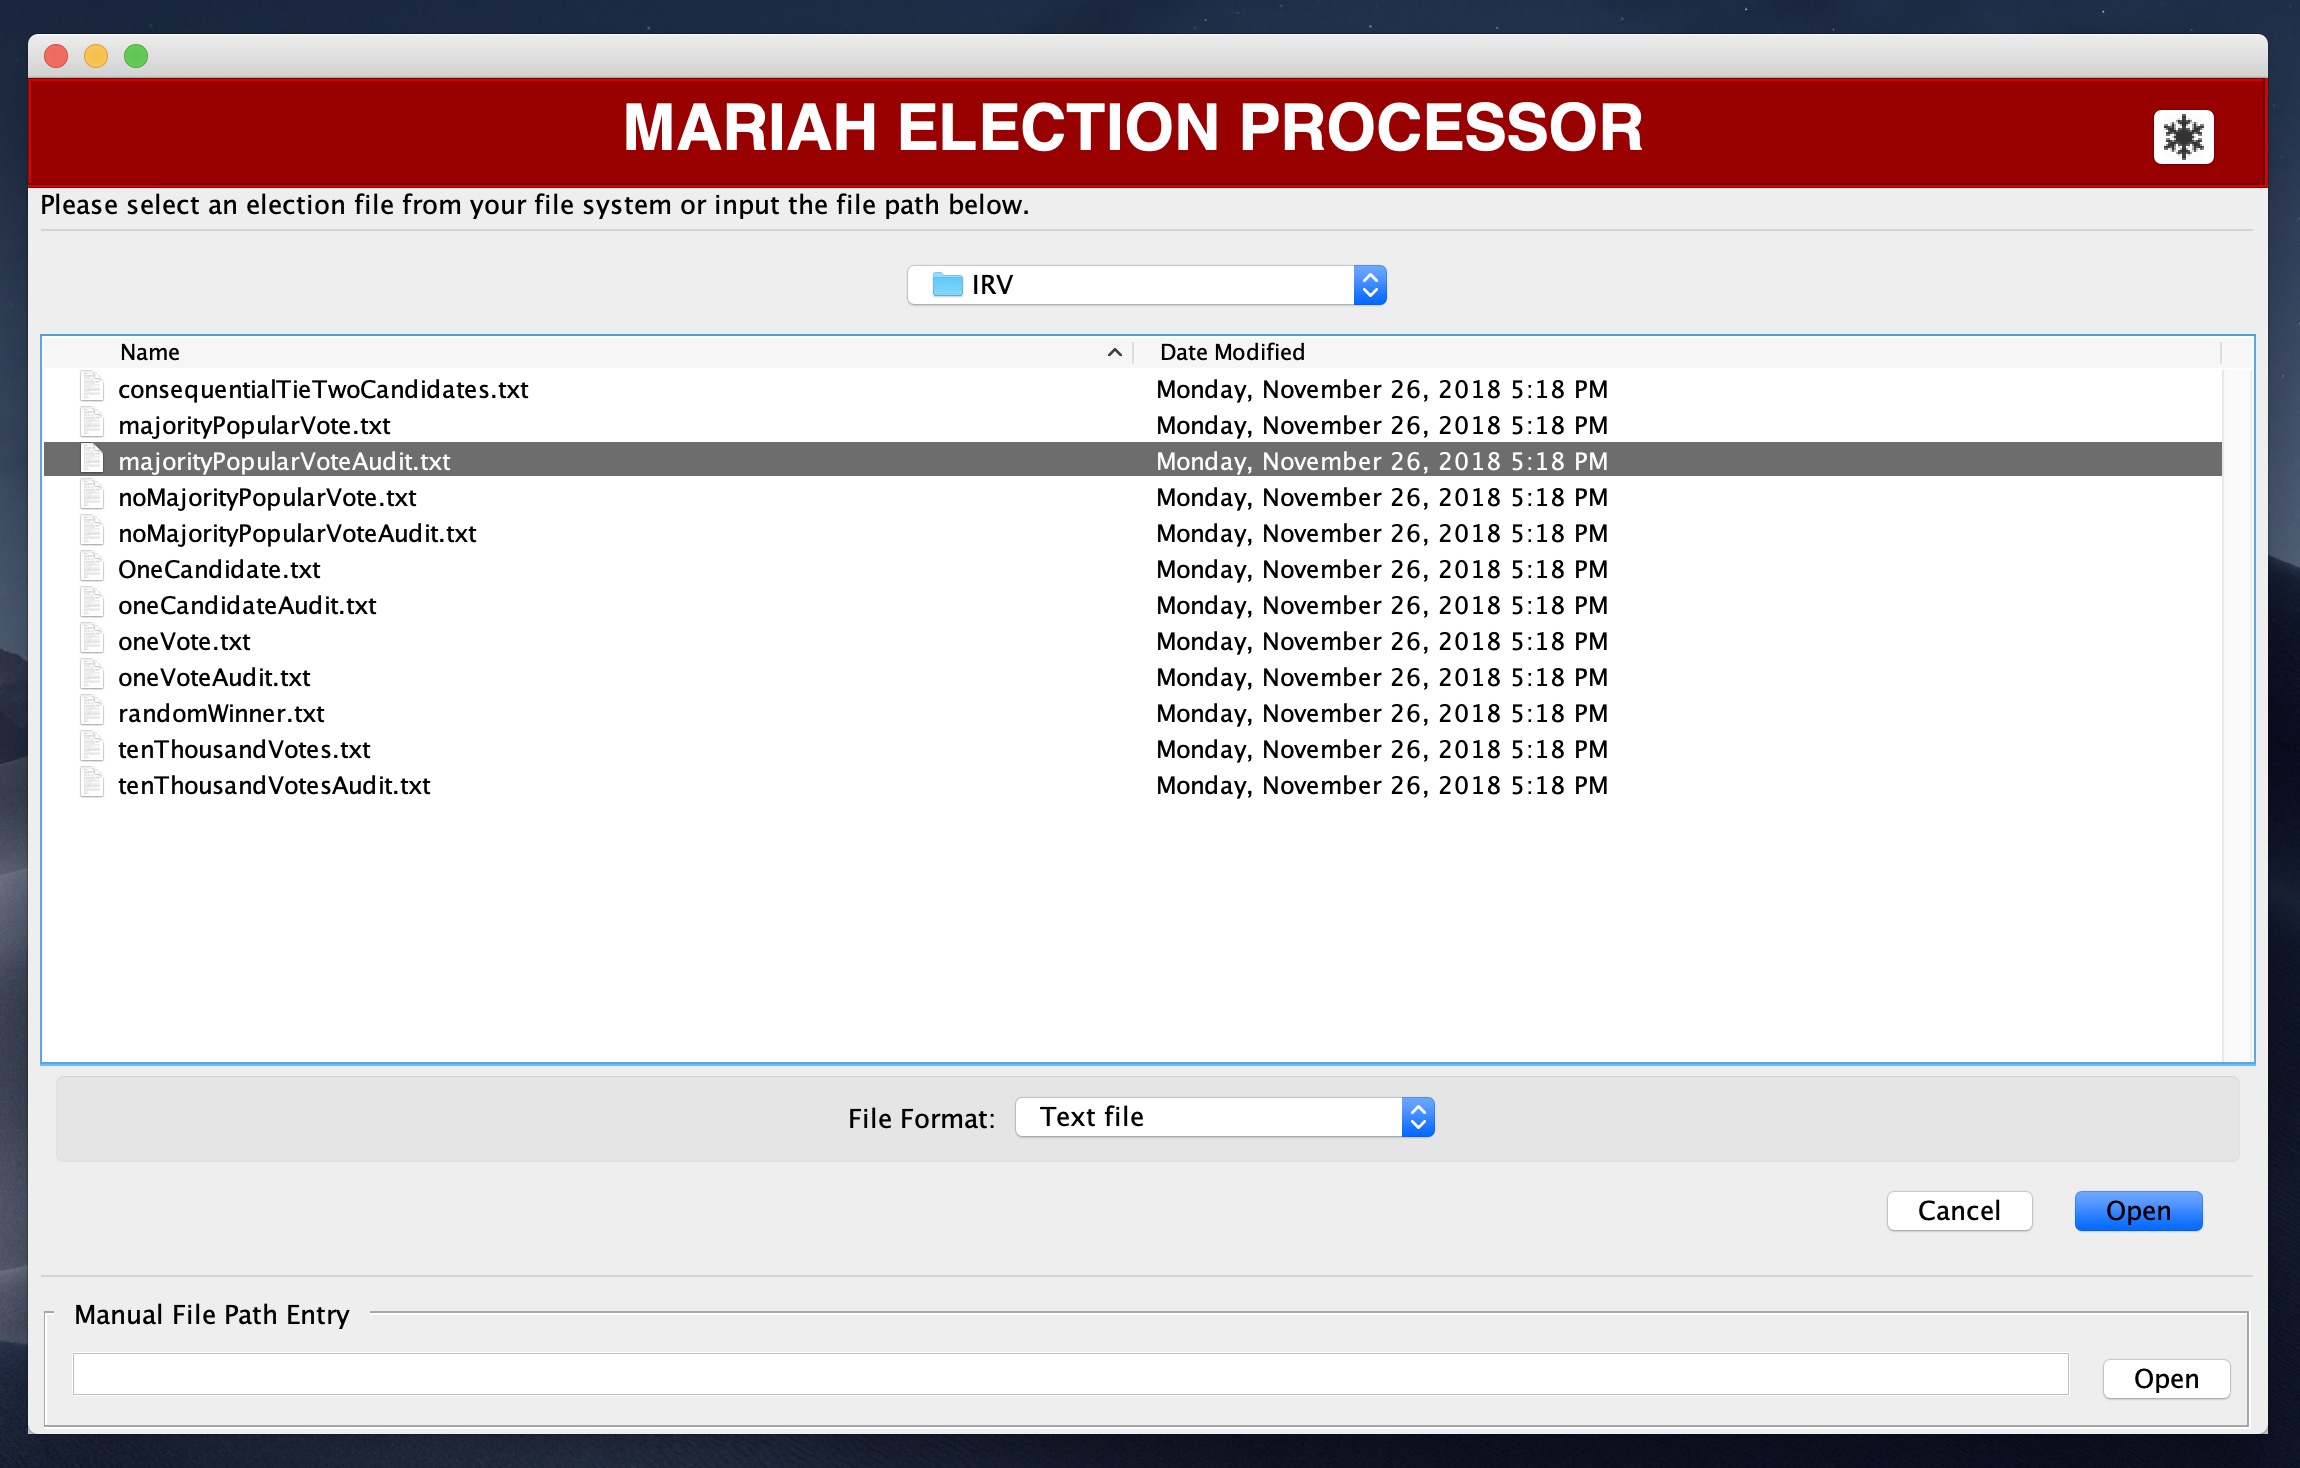 MARIAH ELECTION PROCESSOR
Please select an election file from your file system or input the file path below.
IRV
Name Date Modified
consequentialTieTwoCandidates.txt Monday, November 26, 2018 5:18 PM
majorityPopularVote.txt Monday, November 26, 2018 5:18 PM
majorityPopularVoteAudit.txt Monday, November 26, 2018 5:18 PM
noMajorityPopularVote.txt Monday, November 26, 2018 5:18 PM
noMajorityPopularVoteAudit.txt Monday, November 26, 2018 5:18 PM
OneCandidate.txt Monday, November 26, 2018 5:18 PM
oneCandidateAudit.txt Monday, November 26, 2018 5:18 PM
oneVote.txt Monday, November 26, 2018 5:18 PM
oneVoteAudit.txt Monday, November 26, 2018 5:18 PM
randomWinner.txt Monday, November 26, 2018 5:18 PM
tenThousandVotes.txt Monday, November 26, 2018 5:18 PM
tenThousandVotesAudit.txt Monday, November 26, 2018 5:18 PM
File Format: Text file
Cancel Open
Manual File Path Entry
Open